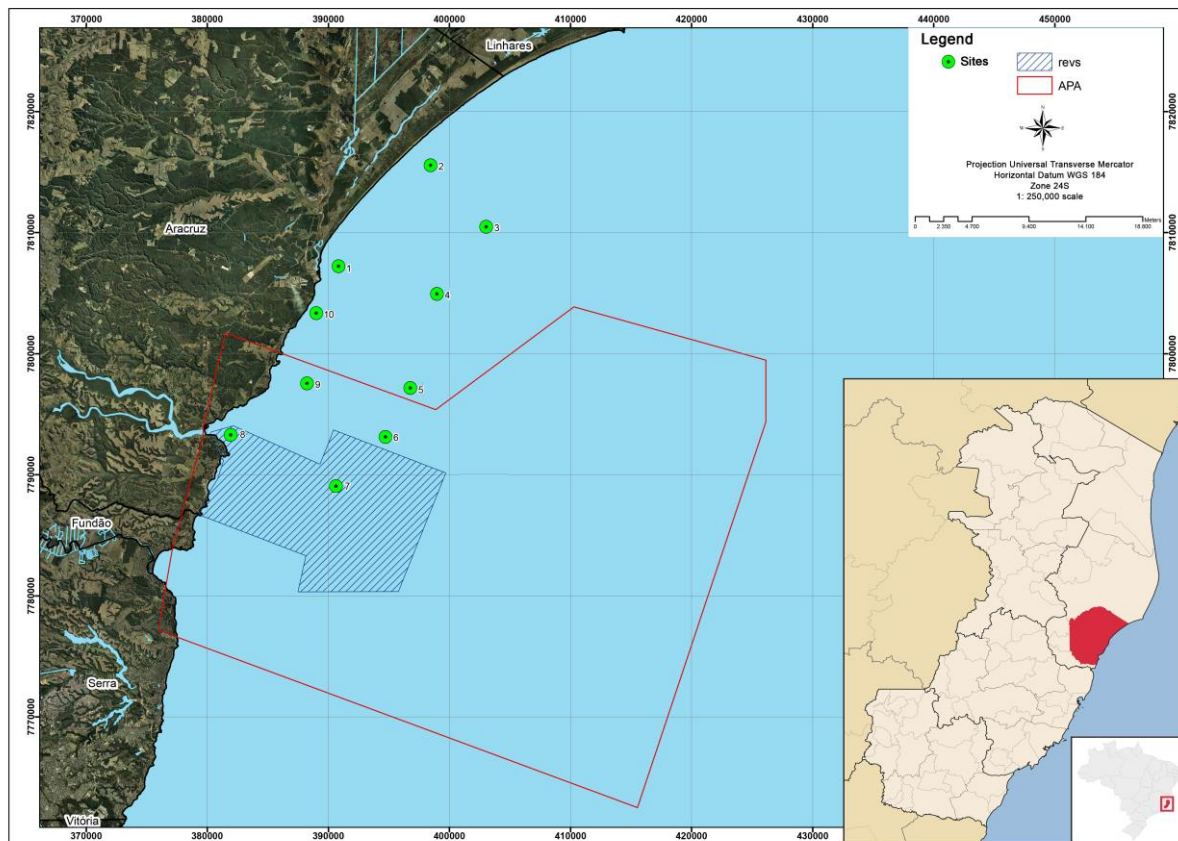 370000 380000 390000 400000 410000 420000 440000 450000
Linhares
Legend
Sites
revs
APA
N
Projection Universal Transverse Mercator
Horizontal Datum WGS 184
Zone 24S
1: 250,000 scale
Meters
0 2.350 4.700 9.400 14.100 18.800
7820000 7820000
2
Aracruz
3
7810000 7810000
1
4
10
7800000 7800000
9
5
8
6
7790000
7
Fundão
7780000
Serra
7770000
Vitória
370000 380000 390000 400000 410000 420000 430000